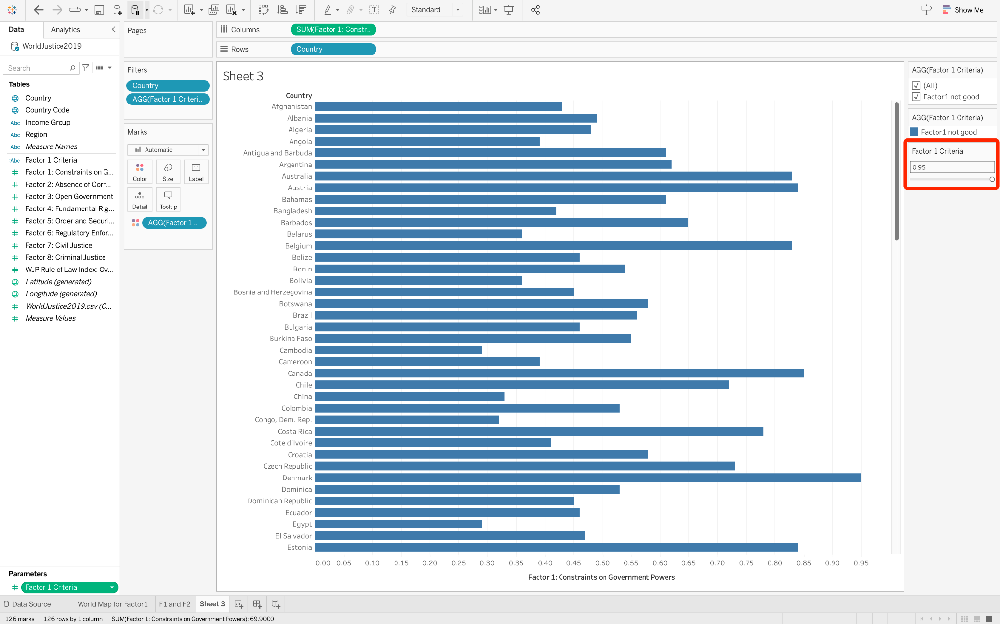 Standard
Show Me
Data
Analytics
Pages
Columns
SUM(Factor 1: Constr..
WorldJustice2019
Rows
Country
Search
Filters
Country
AGG(Factor 1 Criteri..
Tables
Country
Country Code
Abc Income Group
Abc Region
Abc Measure Names
=Abc Factor 1 Criteria
# Factor 1: Constraints on G...
# Factor 2: Absence of Corr...
# Factor 3: Open Government
# Factor 4: Fundamental Rig...
# Factor 5: Order and Securi...
# Factor 6: Regulatory Enfor...
# Factor 7: Civil Justice
# Factor 8: Criminal Justice
# WJP Rule of Law Index: Ov...
Latitude (generated)
Longitude (generated)
# WorldJustice2019.csv (C...
# Measure Values
Marks
Automatic
Color
Size
T
Label
Detail
Tooltip
AGG(Factor 1 ..
Sheet 3
Country
Afghanistan
Albania
Algeria
Angola
Antigua and Barbuda
Argentina
Australia
Austria
Bahamas
Bangladesh
Barbados
Belarus
Belgium
Belize
Benin
Bolivia
Bosnia and Herzegovina
Botswana
Brazil
Bulgaria
Burkina Faso
Cambodia
Cameroon
Canada
Chile
China
Colombia
Congo, Dem. Rep.
Costa Rica
Cote d'Ivoire
Croatia
Czech Republic
Denmark
Dominica
Dominican Republic
Ecuador
Egypt
El Salvador
Estonia
0.00 0.05 0.10 0.15 0.20 0.25 0.30 0.35 0.40 0.45 0.50 0.55 0.60 0.65 0.70 0.75 0.80 0.85 0.90 0.95
Factor 1: Constraints on Government Powers
AGG(Factor 1 Criteria)
(All)
Factor1 not good
AGG(Factor 1 Criteria)
Factor1 not good
Factor 1 Criteria
0,95
Parameters
# Factor 1 Criteria
Data Source
World Map for Factor1
F1 and F2
Sheet 3
126 marks 126 rows by 1 column SUM(Factor 1: Constraints on Government Powers): 69.9000